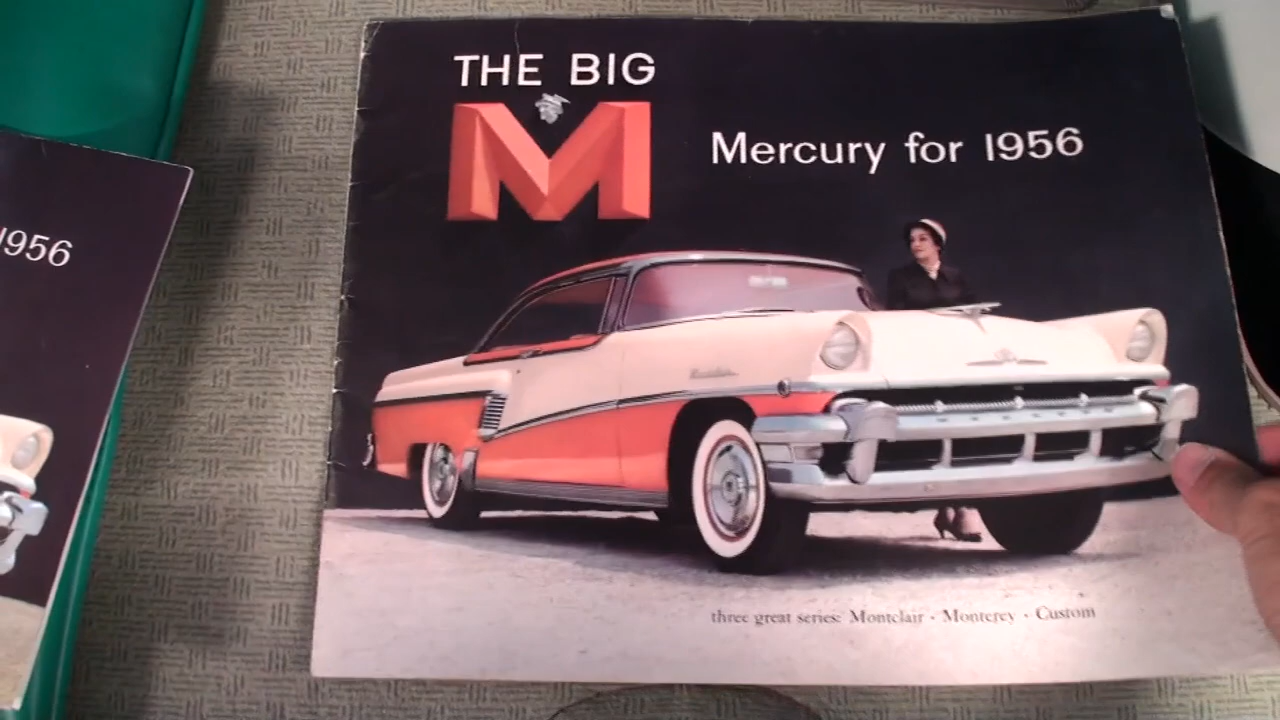 THE BIG
M
Mercury for 1956
1956
three great series: Montclair · Monterey · Custom